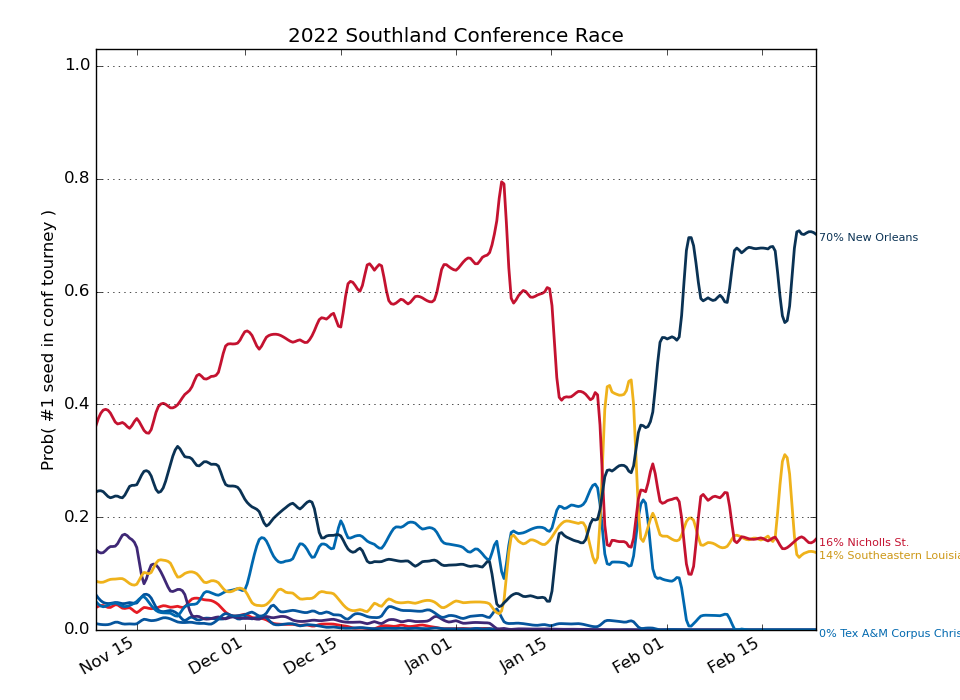 2022 Southland Conference Race
Prob( #1 seed in conf tourney )
1.0
0.8
0.6
0.4
0.2
0.0
70% New Orleans
16% Nicholls St.
14% Southeastern Louisia
0% Tex A&M Corpus Chris
Nov 15
Dec 01
Dec 15
Jan 01
Jan 15
Feb 01
Feb 15